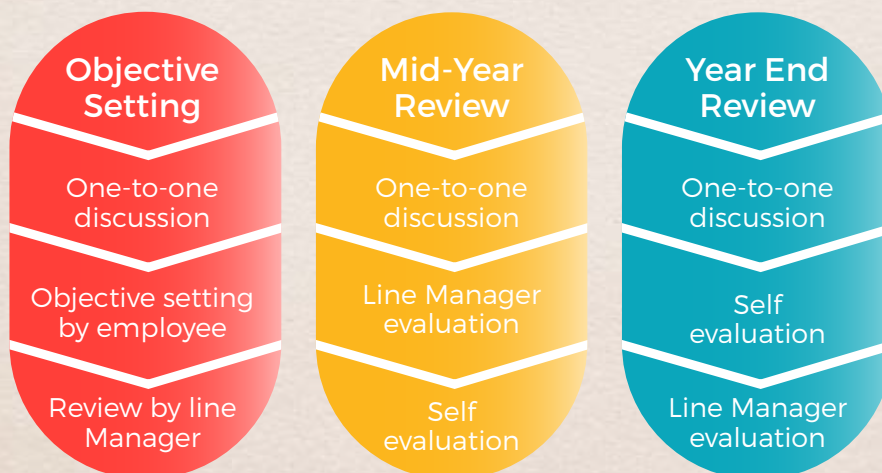 Objective
Setting
One-to-one
discussion
Objective setting
by employee
Review by line
Manager
Mid-Year
Review
One-to-one
discussion
Line Manager
evaluation
Self
evaluation
Year End
Review
One-to-one
discussion
Self
evaluation
Line Manager
evaluation